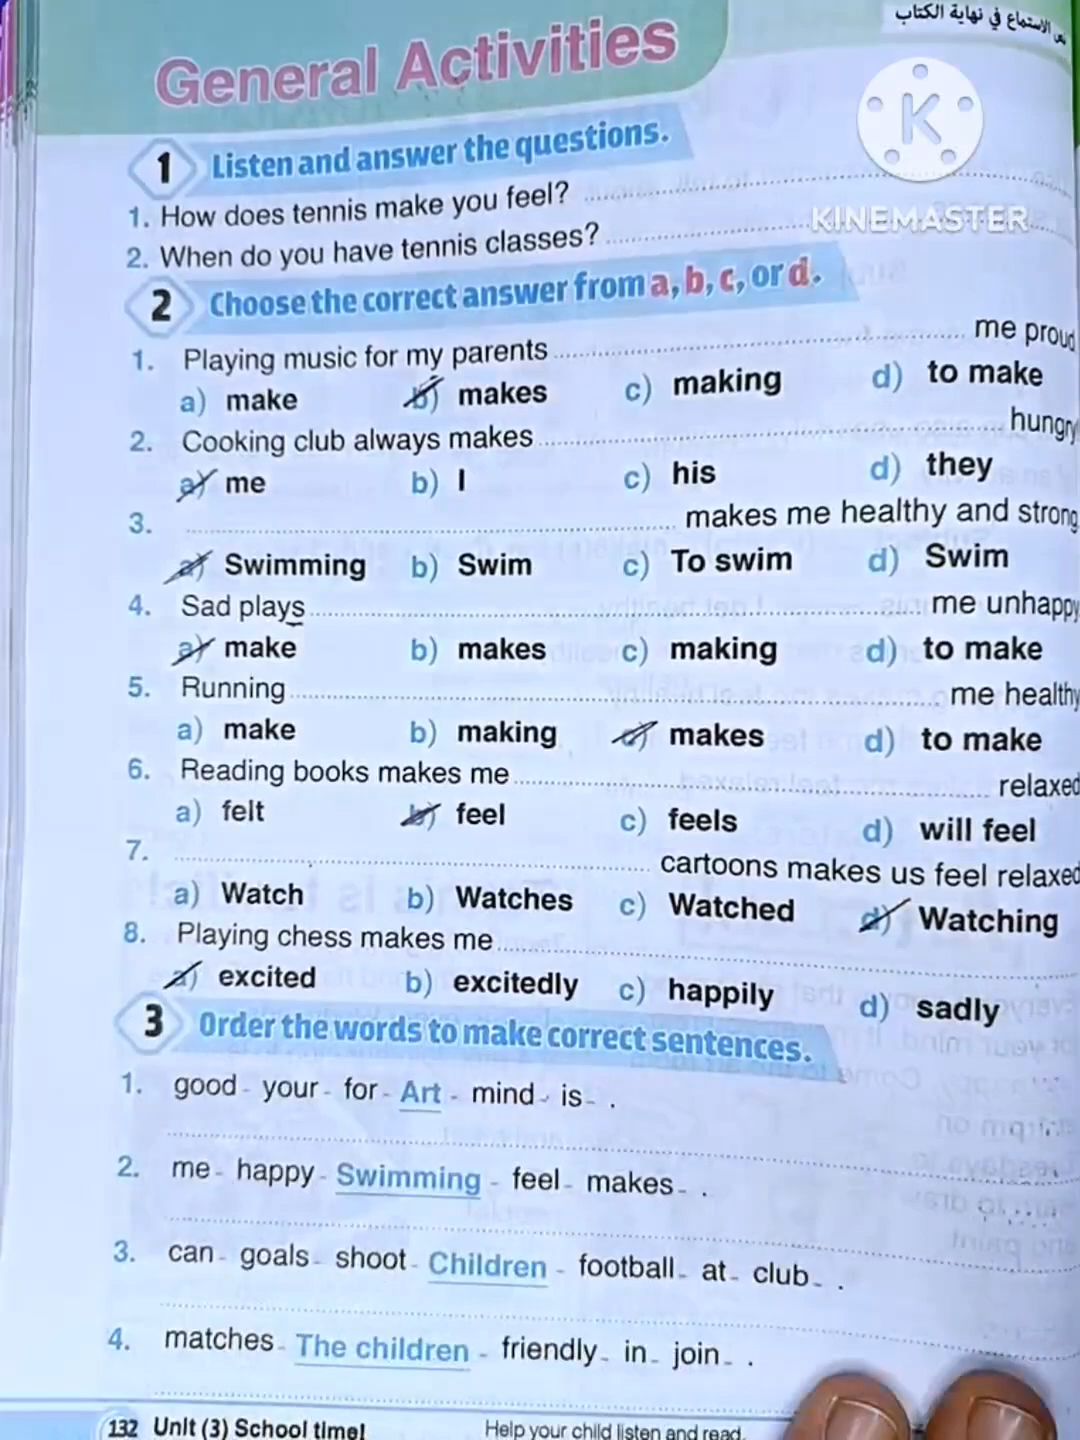 الاستماع في نهاية الكتاب
General Activities
K
KINEMASTER
1 Listen and answer the questions.
1. How does tennis make you feel?
2. When do you have tennis classes?
2 Choose the correct answer from a, b, c, or d.
1. Playing music for my parents me proud
a) make b) makes c) making d) to make
2. Cooking club always makes hungry
a) me b) I c) his d) they
3. makes me healthy and strong
a) Swimming b) Swim c) To swim d) Swim
4. Sad plays me unhappy
a) make b) makes c) making d) to make
5. Running me healthy
a) make b) making c) makes d) to make
6. Reading books makes me relaxed
a) felt b) feel c) feels d) will feel
7. cartoons makes us feel relaxed
a) Watch b) Watches c) Watched d) Watching
8. Playing chess makes me
a) excited b) excitedly c) happily d) sadly
3 Order the words to make correct sentences.
1. good - your - for - Art - mind - is - .
2. me - happy - Swimming - feel - makes - .
3. can - goals - shoot - Children - football - at - club - .
4. matches - The children - friendly - in - join - .
132 Unit (3) School time! Help your child listen and read.